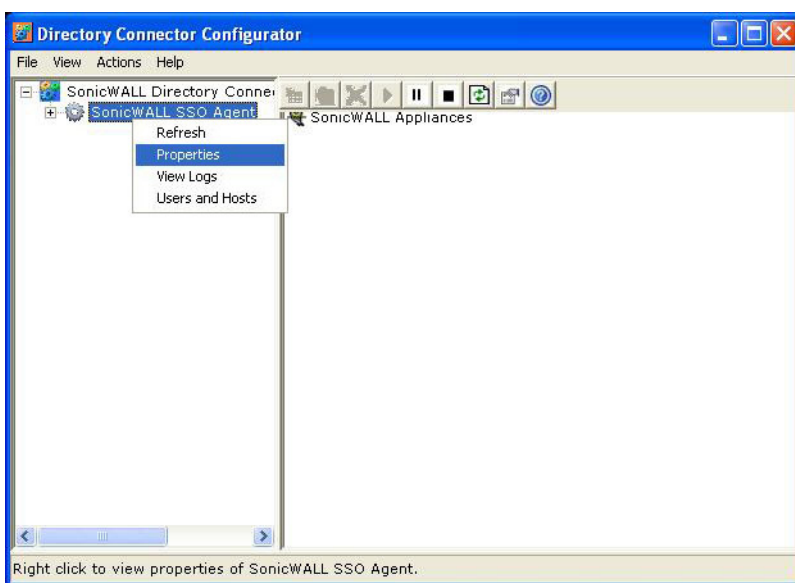 Directory Connector Configurator
File View Actions Help
SonicWALL Directory Conne
SonicWALL SSO Agent
SonicWALL Appliances
Refresh
Properties
View Logs
Users and Hosts
Right click to view properties of SonicWALL SSO Agent.